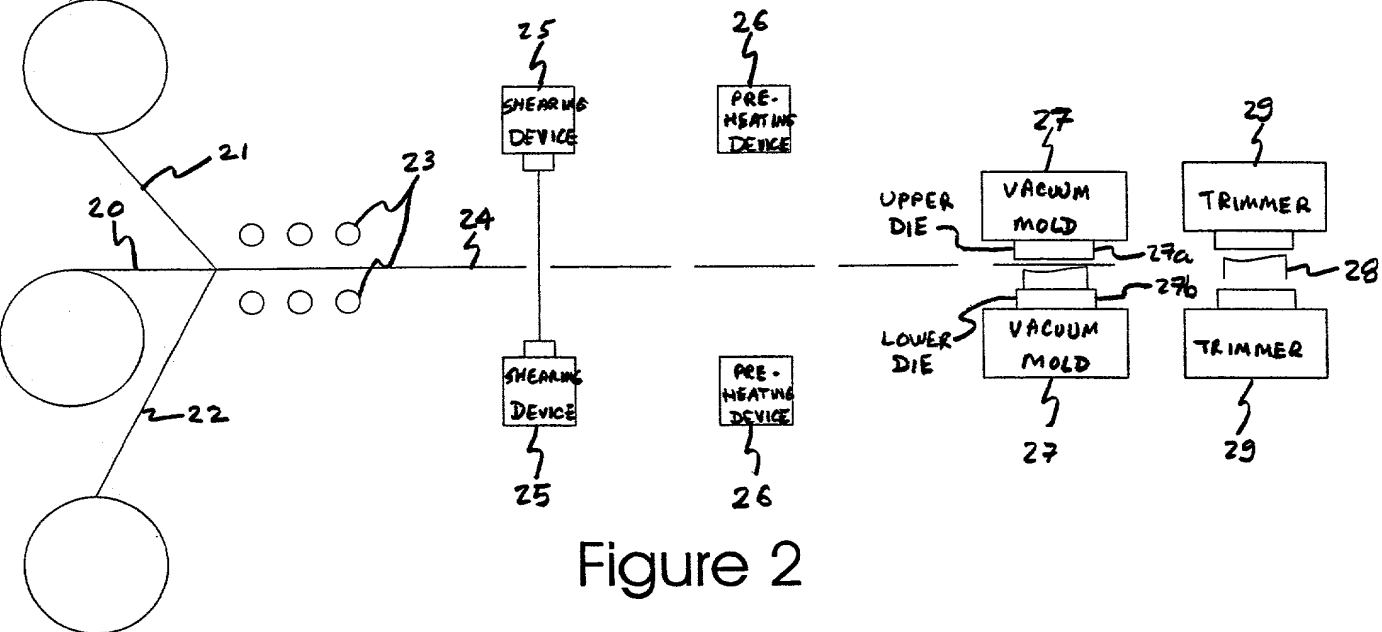 25
26
SHEARING
DEVICE
PRE-
HEATING
DEVICE
27
29
21
23
VACUUM
MOLD
TRIMMER
20
24
UPPER
DIE
27a
28
27b
LOWER
DIE
VACUUM
MOLD
TRIMMER
SHEARING
DEVICE
PRE-
HEATING
DEVICE
22
27
29
25
26
Figure 2